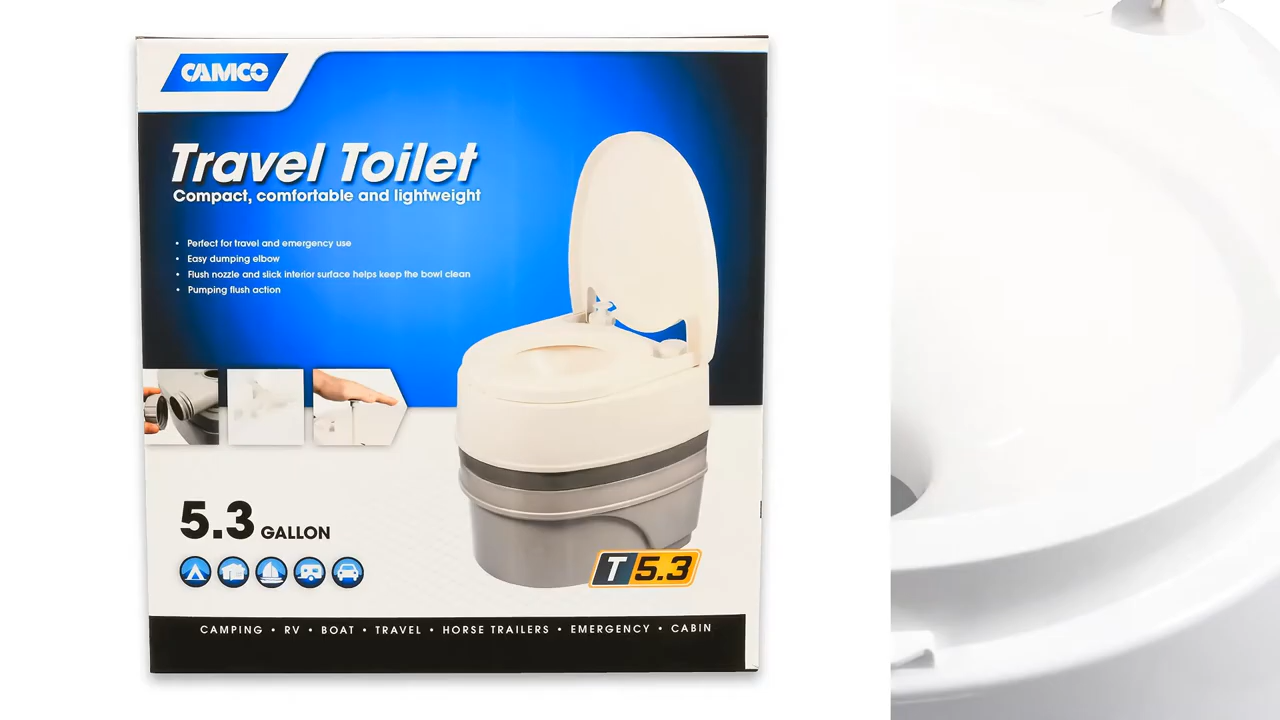 CAMCO
Travel Toilet
Compact, comfortable and lightweight
• Perfect for travel and emergency use
• Easy dumping elbow
• Flush nozzle and slick interior surface helps keep the bowl clean
• Pumping flush action
5.3 GALLON
T 5.3
CAMPING • RV • BOAT • TRAVEL • HORSE TRAILERS • EMERGENCY • CABIN